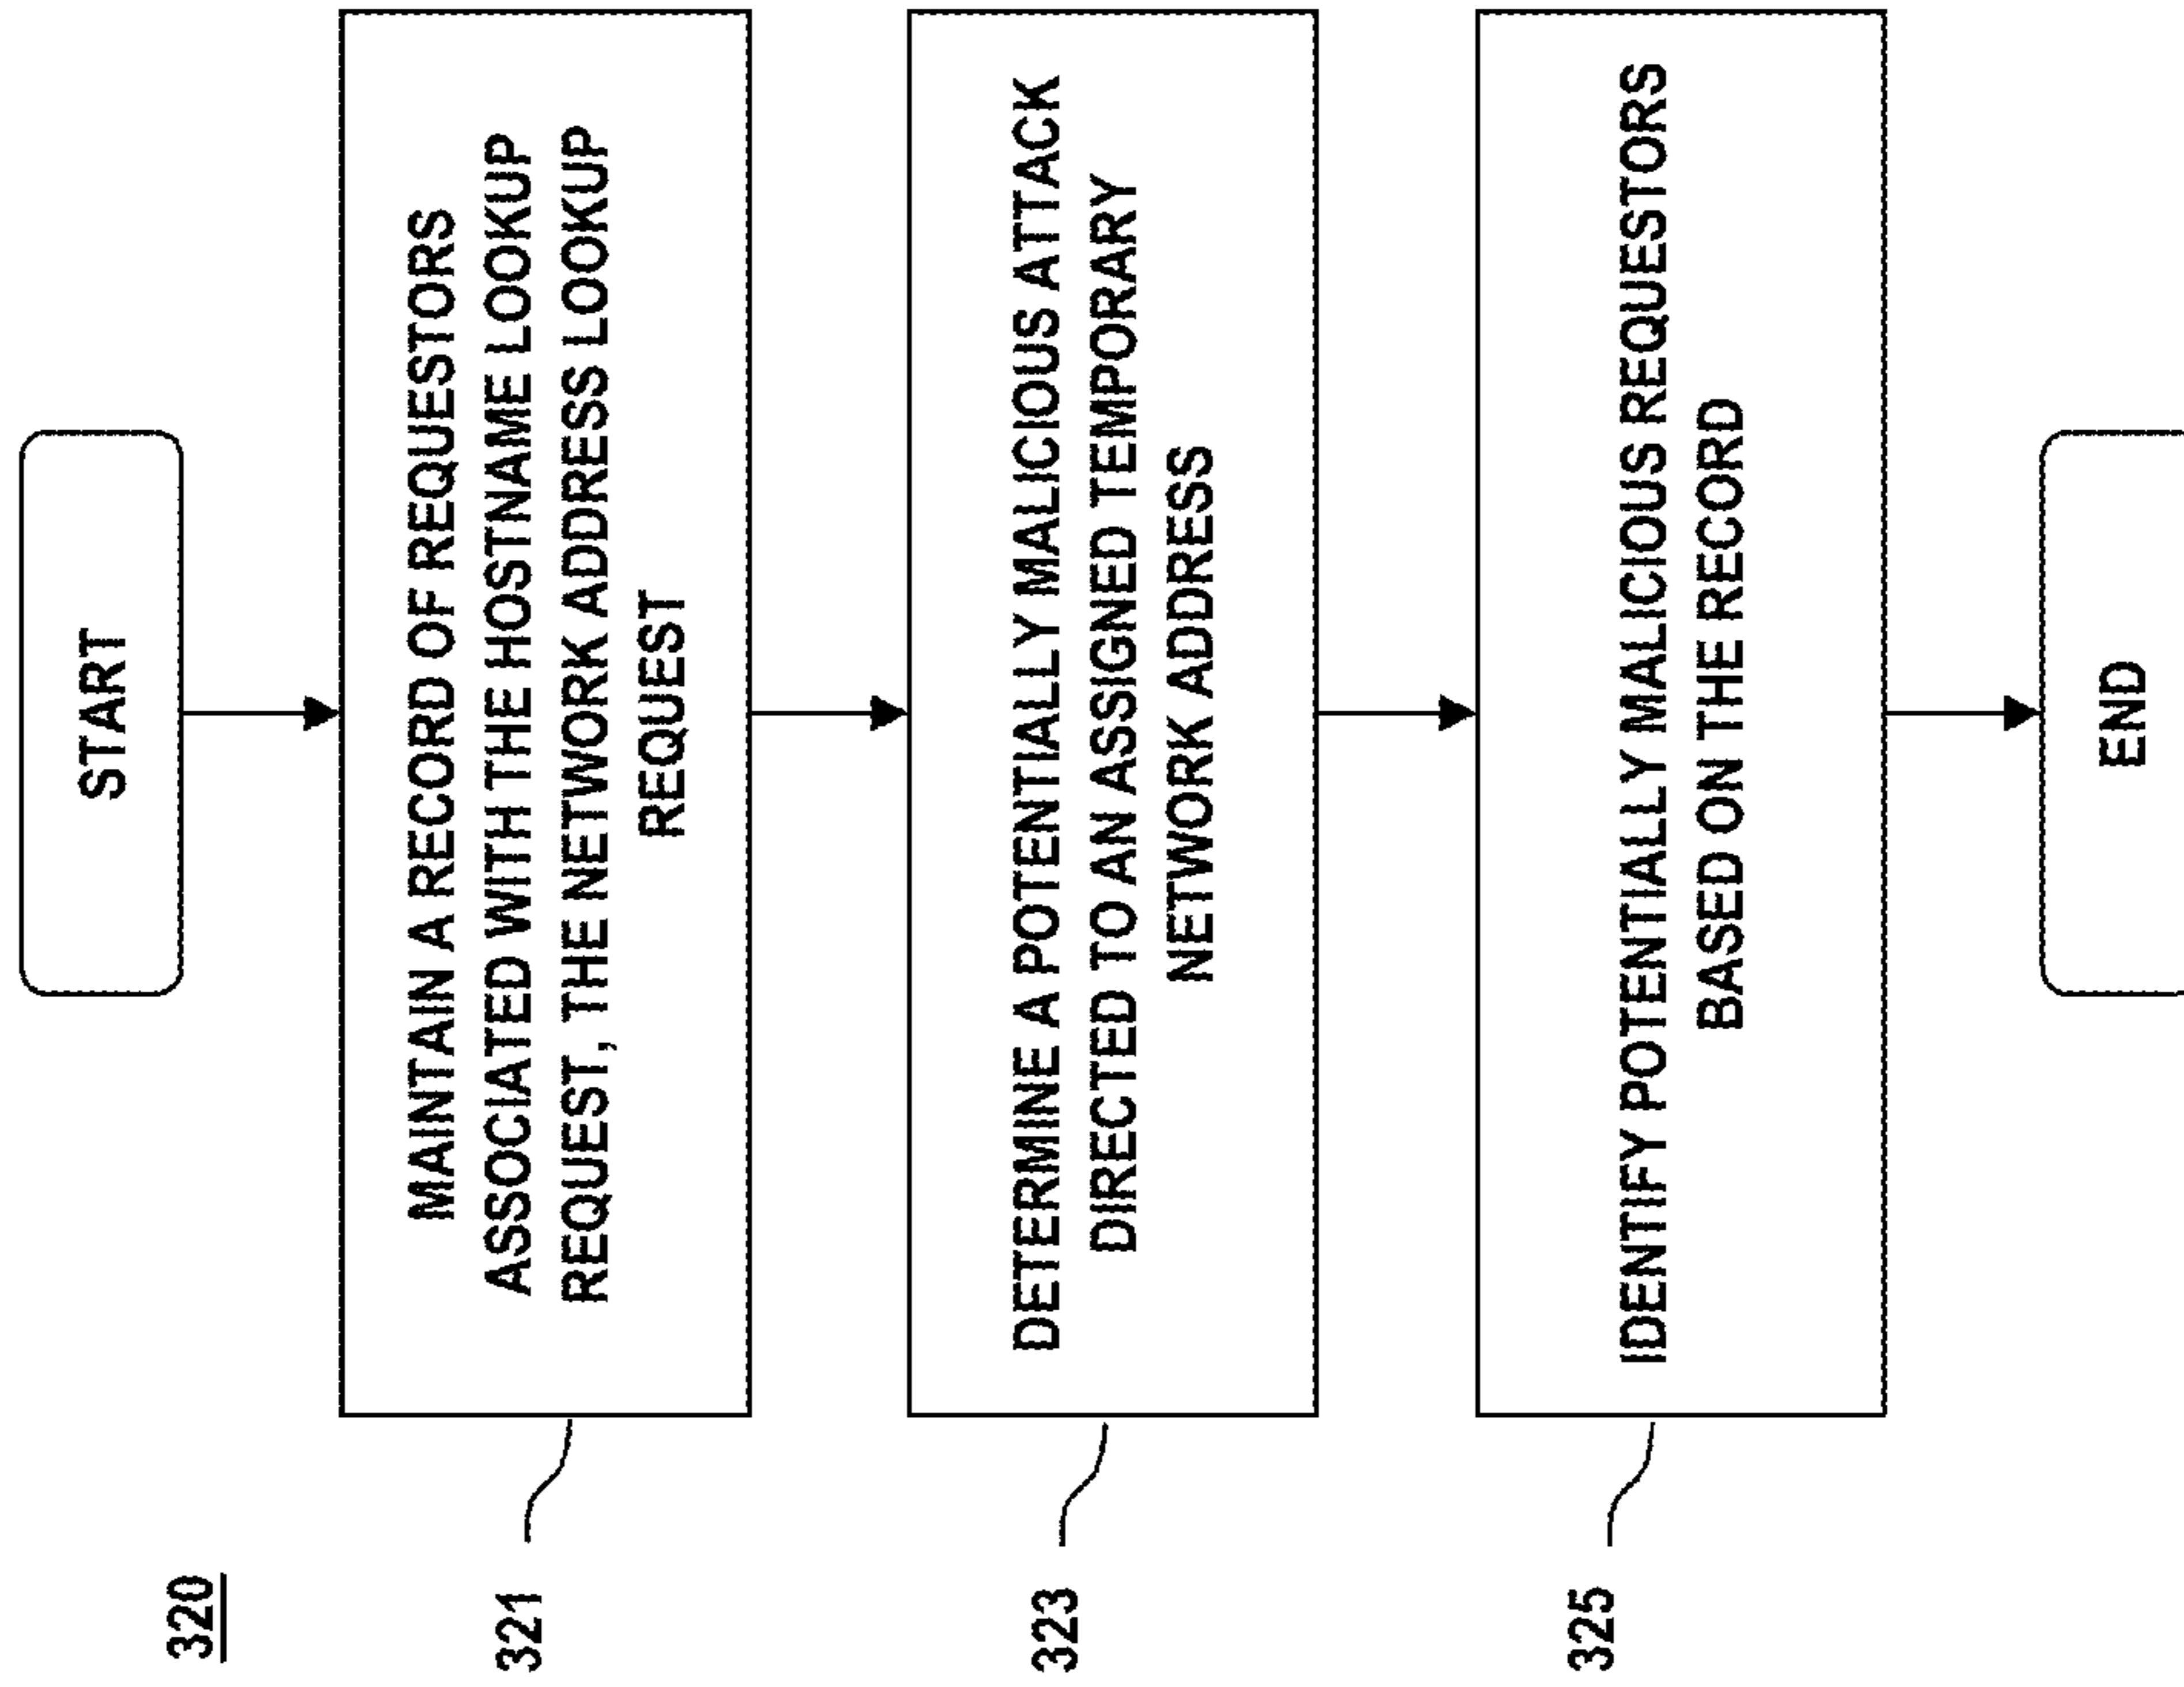 320
START
321
MAINTAIN A RECORD OF REQUESTORS
ASSOCIATED WITH THE HOSTNAME LOOKUP
REQUEST, THE NETWORK ADDRESS LOOKUP
REQUEST
323
DETERMINE A POTENTIALLY MALICIOUS ATTACK
DIRECTED TO AN ASSIGNED TEMPORARY
NETWORK ADDRESS
325
IDENTIFY POTENTIALLY MALICIOUS REQUESTORS
BASED ON THE RECORD
END